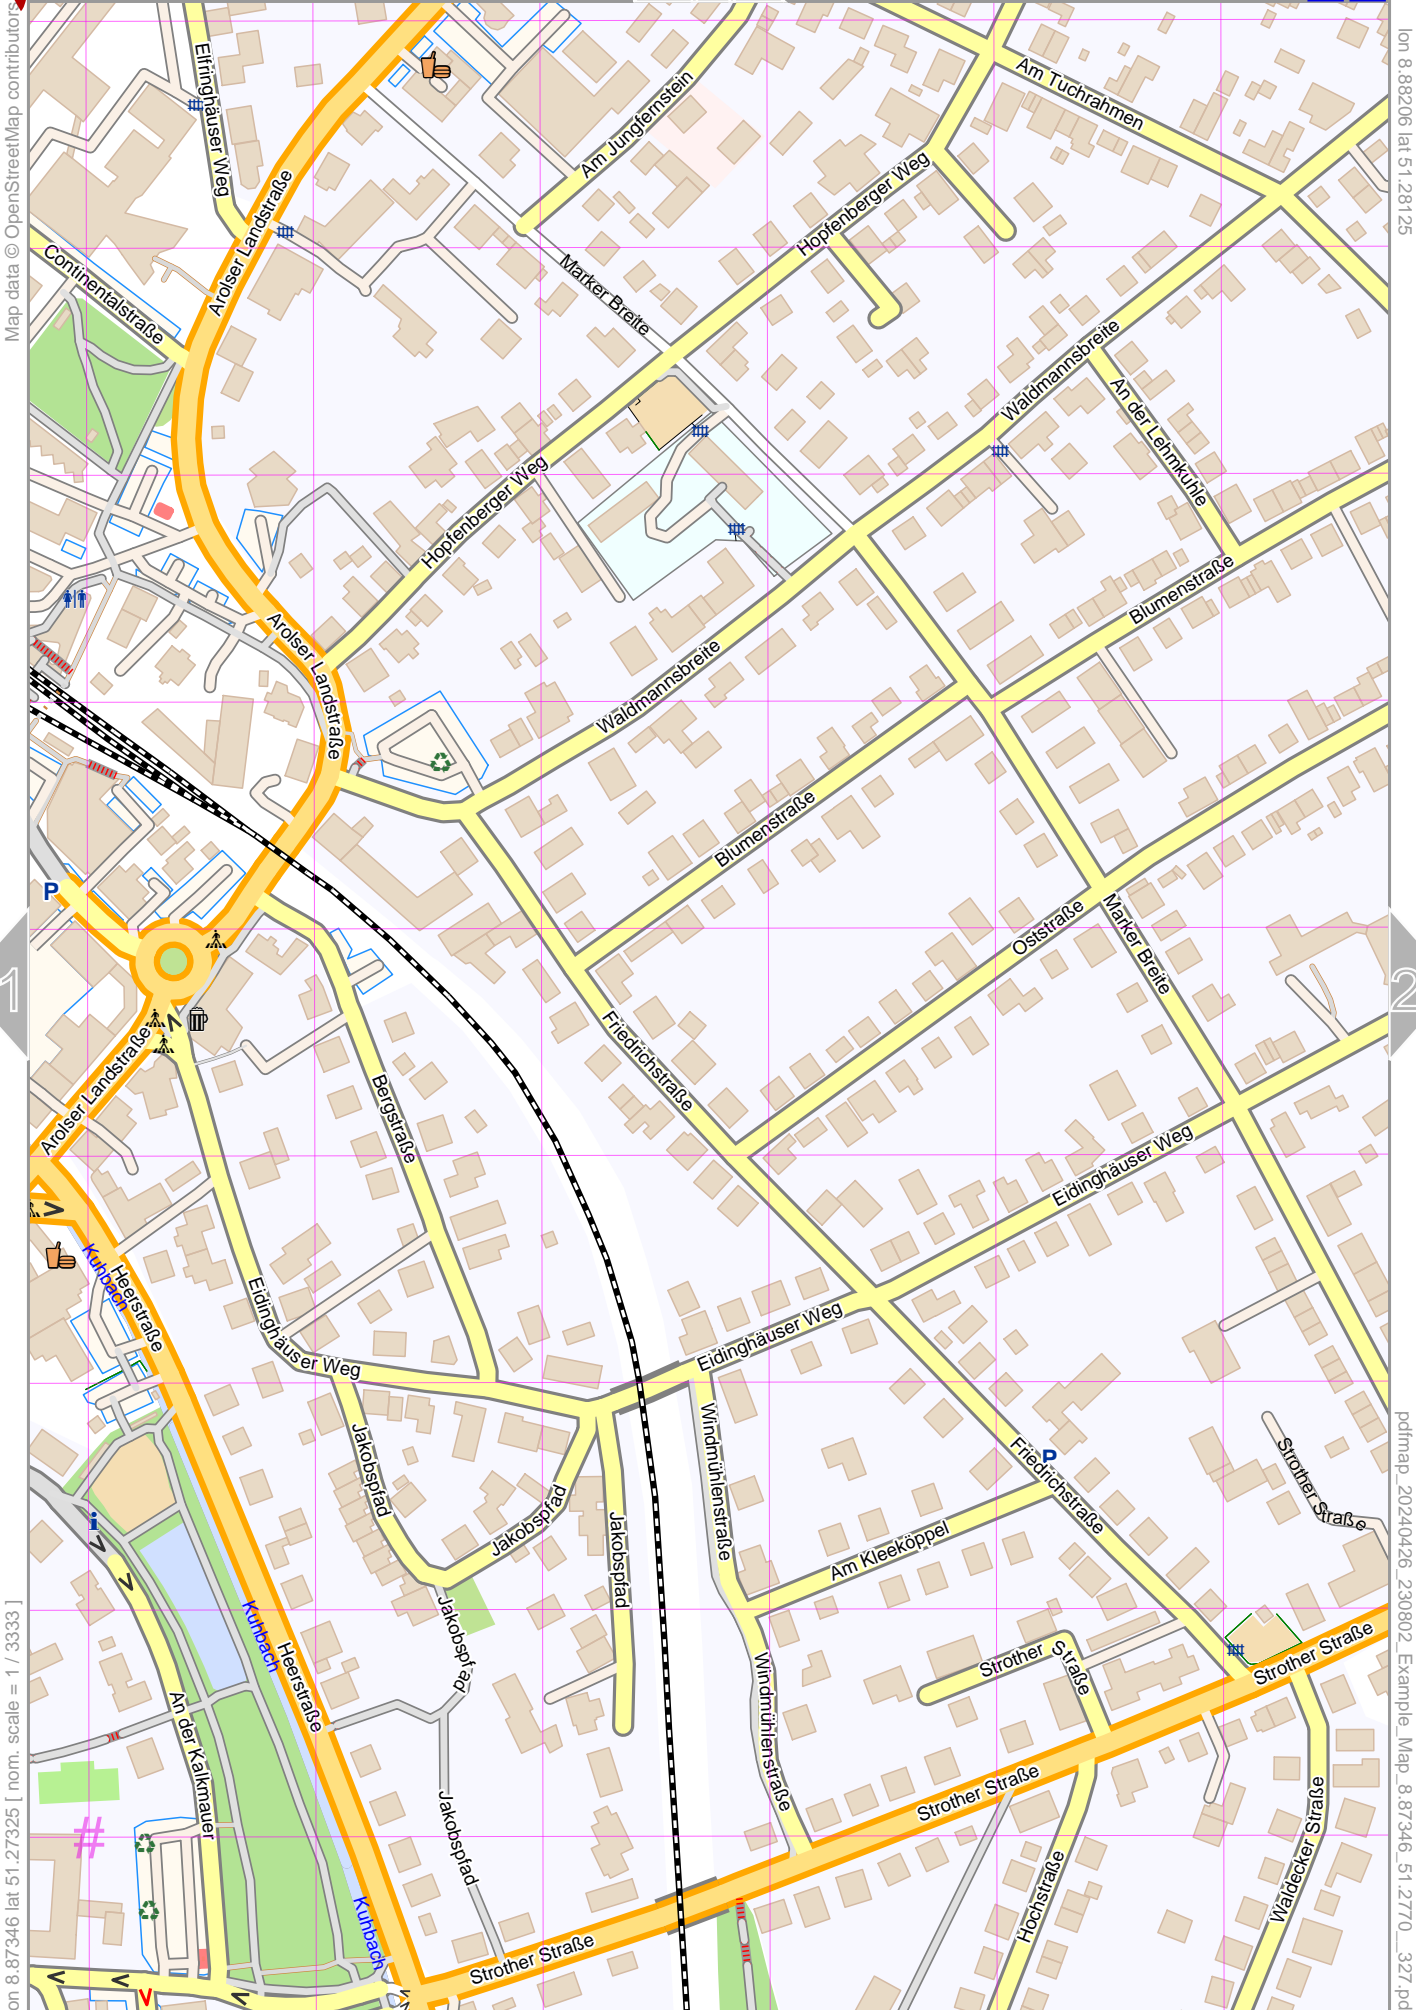 Map data © OpenStreetMap contributors
lon 8.88206 lat 51.28125
Elfringhäuser Weg
Am Jungfernstein
Am Tuchrahmen
Arolser Landstraße
Hopfenberger Weg
Continentalstraße
Marker Breite
Waldmannsbreite
An der Lehmkuhle
Hopfenberger Weg
Blumenstraße
Arolser Landstraße
Waldmannsbreite
Blumenstraße
P
Oststraße
Marker Breite
1
2
Arolser Landstraße
Friedrichstraße
Bergstraße
Eidinghäuser Weg
Kuhbach
Heerstraße
Eidinghäuser Weg
Eidinghäuser Weg
Windmühlenstraße
Jakobspfad
Jakobspfad
Jakobspfad
P
Friedrichstraße
Strother Straße
Straße
i
Am Kleeköppel
Kuhbach
Heerstraße
Jakobspfad
Strother Straße
Strother Straße
Windmühlenstraße
An der Kalkmauer
Strother Straße
#
Jakobspfad
Hochstraße
Waldecker Straße
Kuhbach
Strother Straße
lon 8.87346 lat 51.27325 [ nom. scale = 1 / 3333 ]